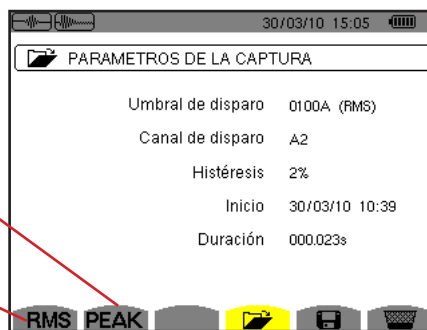 30/03/10 15:05
PARAMETROS DE LA CAPTURA
Umbral de disparo 0100A (RMS)
Canal de disparo A2
Histéresis 2%
Inicio 30/03/10 10:39
Duración 000.023s
RMS PEAK